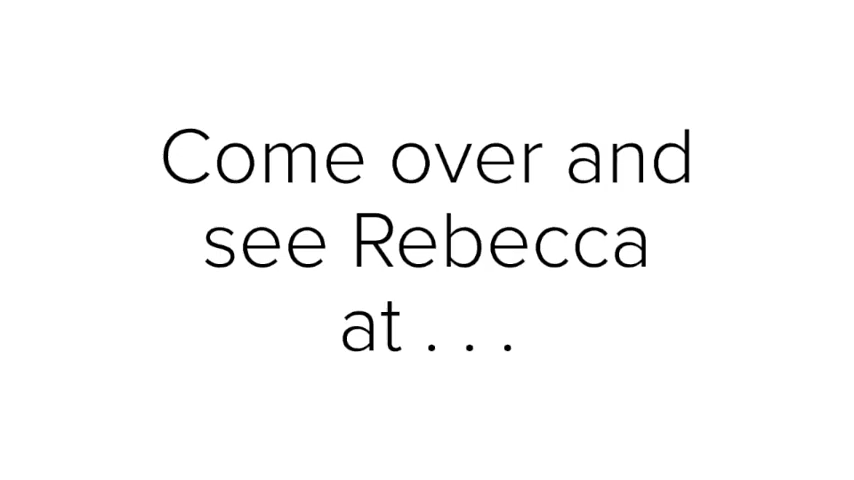 Come over and
see Rebecca
at . . .